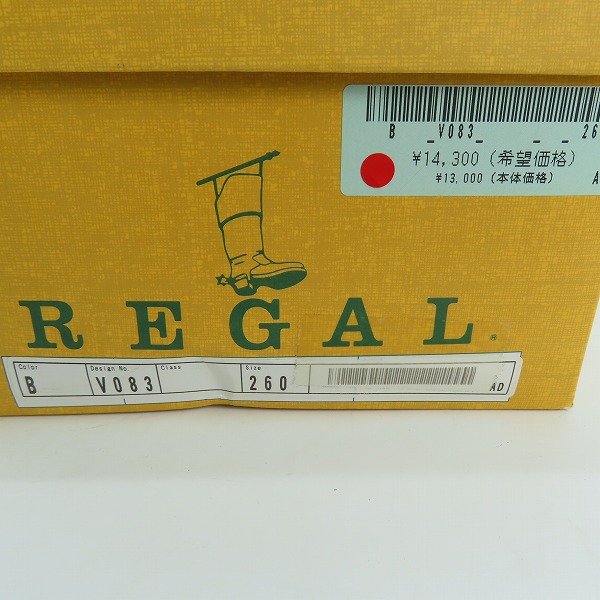 B _V083_ _ _26
¥14,300 (希望価格)
¥13,000 (本体価格) A
REGAL®
Color Design No Class Size
B V083 260 AD